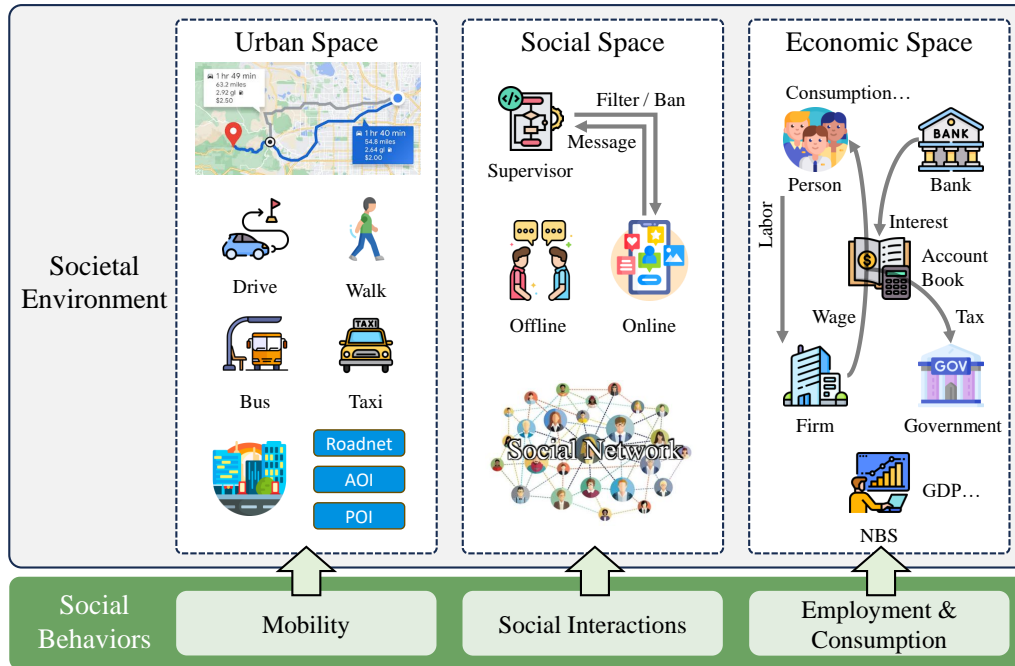 Societal
Environment
Urban Space
1 hr 49 min
63.2 miles
2.92 gl
$2.50
1 hr 40 min
54.8 miles
2.64 gl
$2.00
Drive
Walk
TAXI
Bus
Taxi
Roadnet
AOI
POI
Social Space
</>
Filter / Ban
Message
Supervisor
Offline
Online
Social Network
Economic Space
Consumption…
BANK
Person
Bank
Labor
Interest
$
Account
Book
Wage
Tax
GOV
Firm
Government
GDP…
NBS
Social
Behaviors
Mobility
Social Interactions
Employment &
Consumption